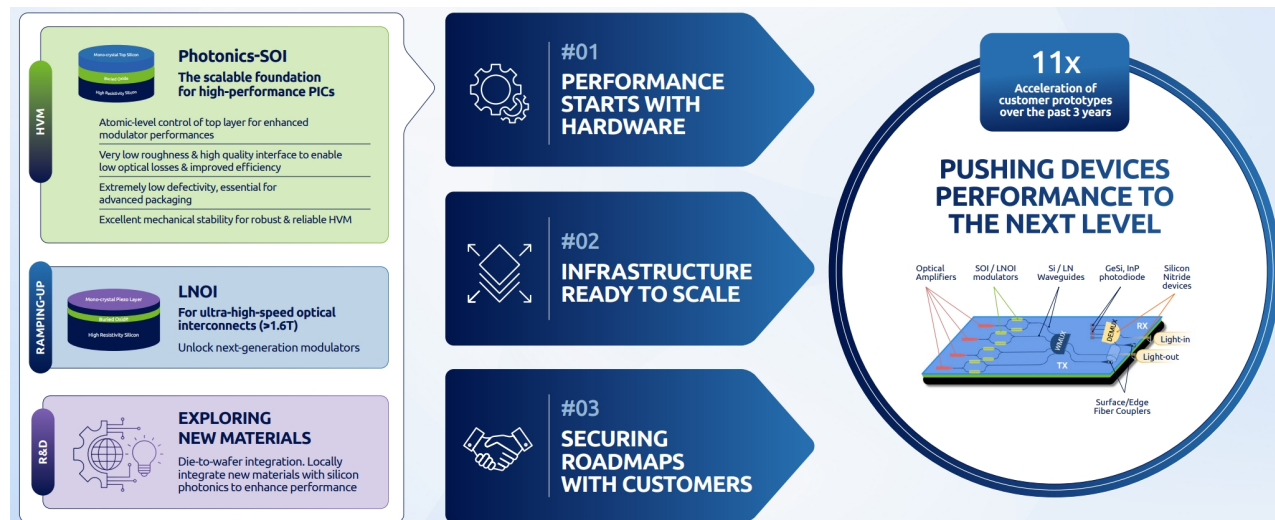 HVM
Mono-crystal Top Silicon
Buried Oxide
High Resistivity Silicon
Photonics-SOI
The scalable foundation
for high-performance PICs
Atomic-level control of top layer for enhanced
modulator performances
Very low roughness & high quality interface to enable
low optical losses & improved efficiency
Extremely low defectivity, essential for
advanced packaging
Excellent mechanical stability for robust & reliable HVM
RAMPING-UP
Mono-crystal Piezo Layer
Buried Oxide
High Resistivity Silicon
LNOI
For ultra-high-speed optical
interconnects (>1.6T)
Unlock next-generation modulators
R&D
EXPLORING
NEW MATERIALS
Die-to-wafer integration. Locally
integrate new materials with silicon
photonics to enhance performance
#01
PERFORMANCE
STARTS WITH
HARDWARE
#02
INFRASTRUCTURE
READY TO SCALE
#03
SECURING
ROADMAPS
WITH CUSTOMERS
11x
Acceleration of
customer prototypes
over the past 3 years
PUSHING DEVICES
PERFORMANCE TO
THE NEXT LEVEL
Optical
Amplifiers
SOI / LNOI
modulators
Si / LN
Waveguides
GeSi, InP
photodiode
Silicon
Nitride
devices
WMUX
DEMUX
RX
TX
Light-in
Light-out
Surface/Edge
Fiber Couplers